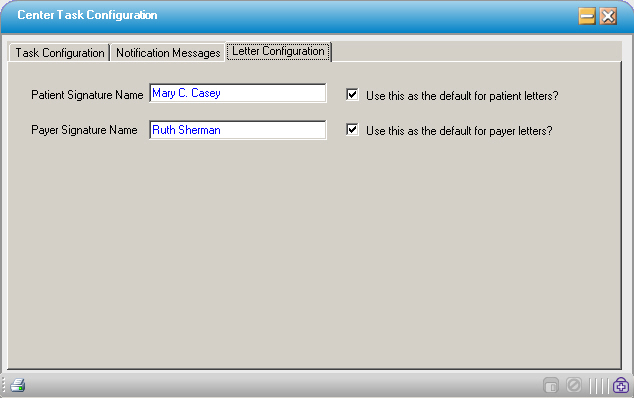 Center Task Configuration
Task Configuration Notification Messages Letter Configuration
Patient Signature Name Mary C. Casey Use this as the default for patient letters?
Payer Signature Name Ruth Sherman Use this as the default for payer letters?